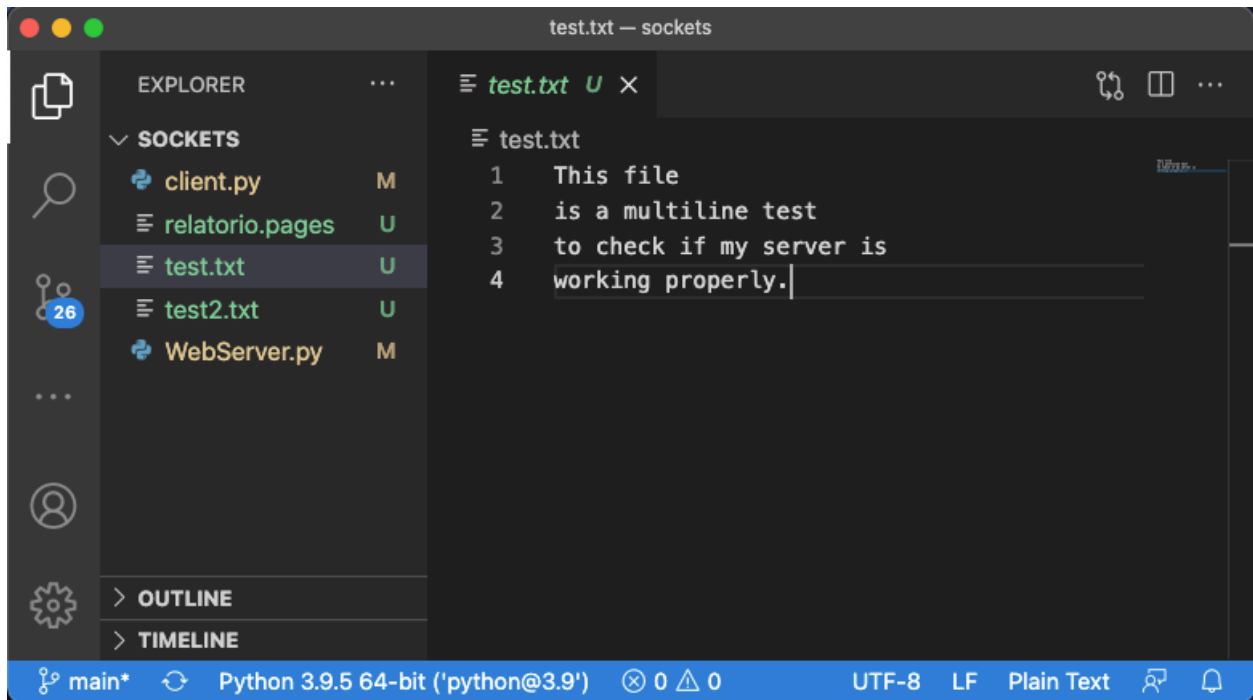 test.txt — sockets
EXPLORER ...
SOCKETS
client.py M
relatorio.pages U
test.txt U
test2.txt U
WebServer.py M
OUTLINE
TIMELINE
26
test.txt U
test.txt
1 This file
2 is a multiline test
3 to check if my server is
4 working properly.
main* Python 3.9.5 64-bit ('python@3.9') 0 0 UTF-8 LF Plain Text